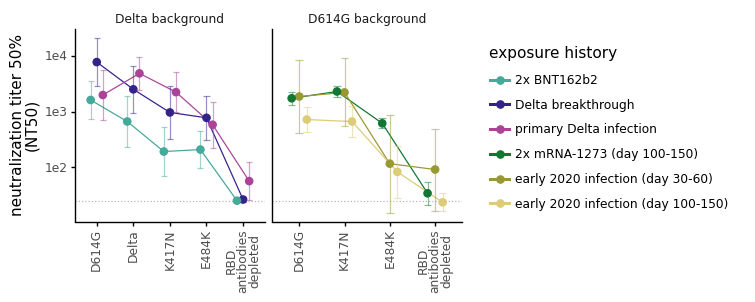 Delta background
D614G background
neutralization titer 50%
(NT50)
1e4
1e3
1e2
D614G
Delta
K417N
E484K
RBD
antibodies
depleted
D614G
K417N
E484K
RBD
antibodies
depleted
exposure history
2x BNT162b2
Delta breakthrough
primary Delta infection
2x mRNA-1273 (day 100-150)
early 2020 infection (day 30-60)
early 2020 infection (day 100-150)